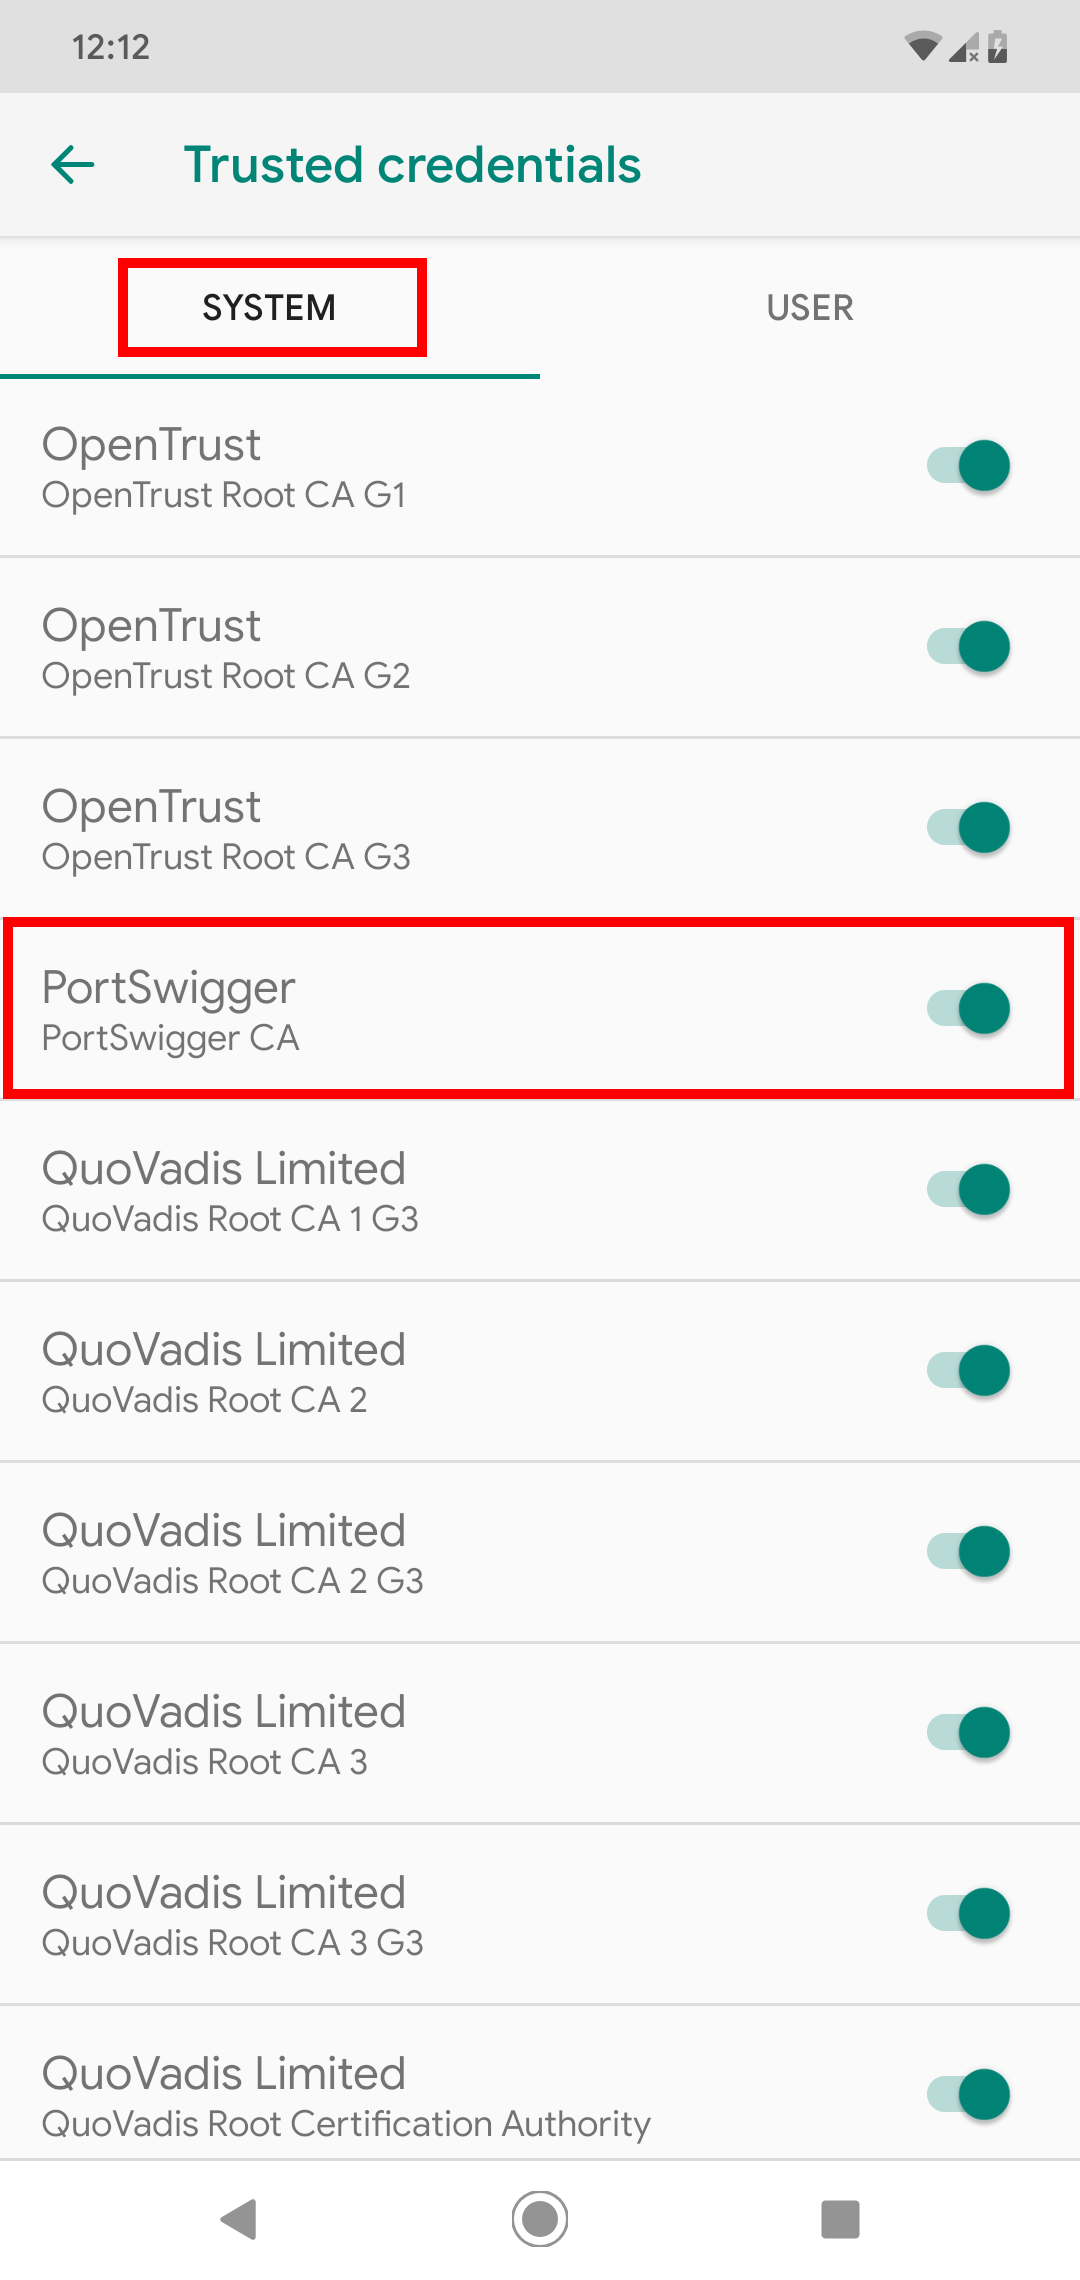 12:12
Trusted credentials
SYSTEM
USER
OpenTrust
OpenTrust Root CA G1
OpenTrust
OpenTrust Root CA G2
OpenTrust
OpenTrust Root CA G3
PortSwigger
PortSwigger CA
QuoVadis Limited
QuoVadis Root CA 1 G3
QuoVadis Limited
QuoVadis Root CA 2
QuoVadis Limited
QuoVadis Root CA 2 G3
QuoVadis Limited
QuoVadis Root CA 3
QuoVadis Limited
QuoVadis Root CA 3 G3
QuoVadis Limited
QuoVadis Root Certification Authority